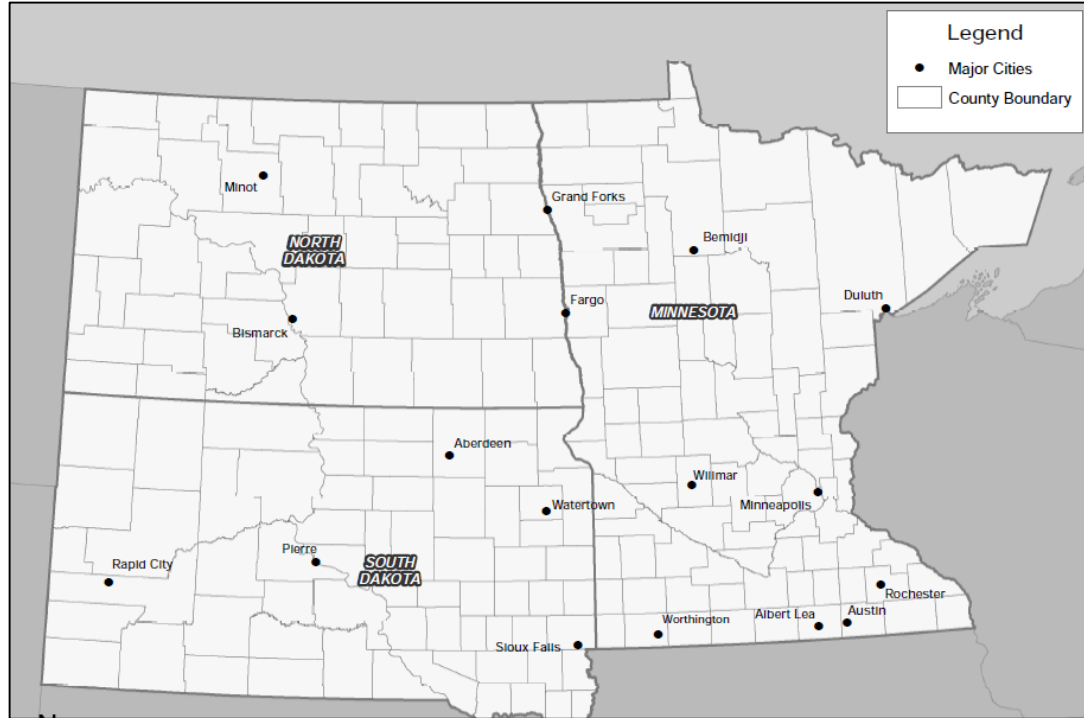 Legend
Major Cities
County Boundary
Minot
Grand Forks
NORTH
DAKOTA
Bemidji
Fargo
Duluth
MINNESOTA
Bismarck
Aberdeen
Willmar
Watertown
Minneapolis
Pierre
SOUTH
DAKOTA
Rapid City
Rochester
Albert Lea
Austin
Worthington
Sioux Falls